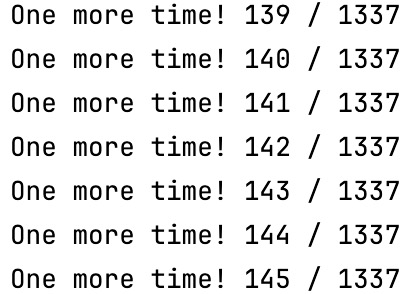 One more time! 139 / 1337
One more time! 140 / 1337
One more time! 141 / 1337
One more time! 142 / 1337
One more time! 143 / 1337
One more time! 144 / 1337
One more time! 145 / 1337